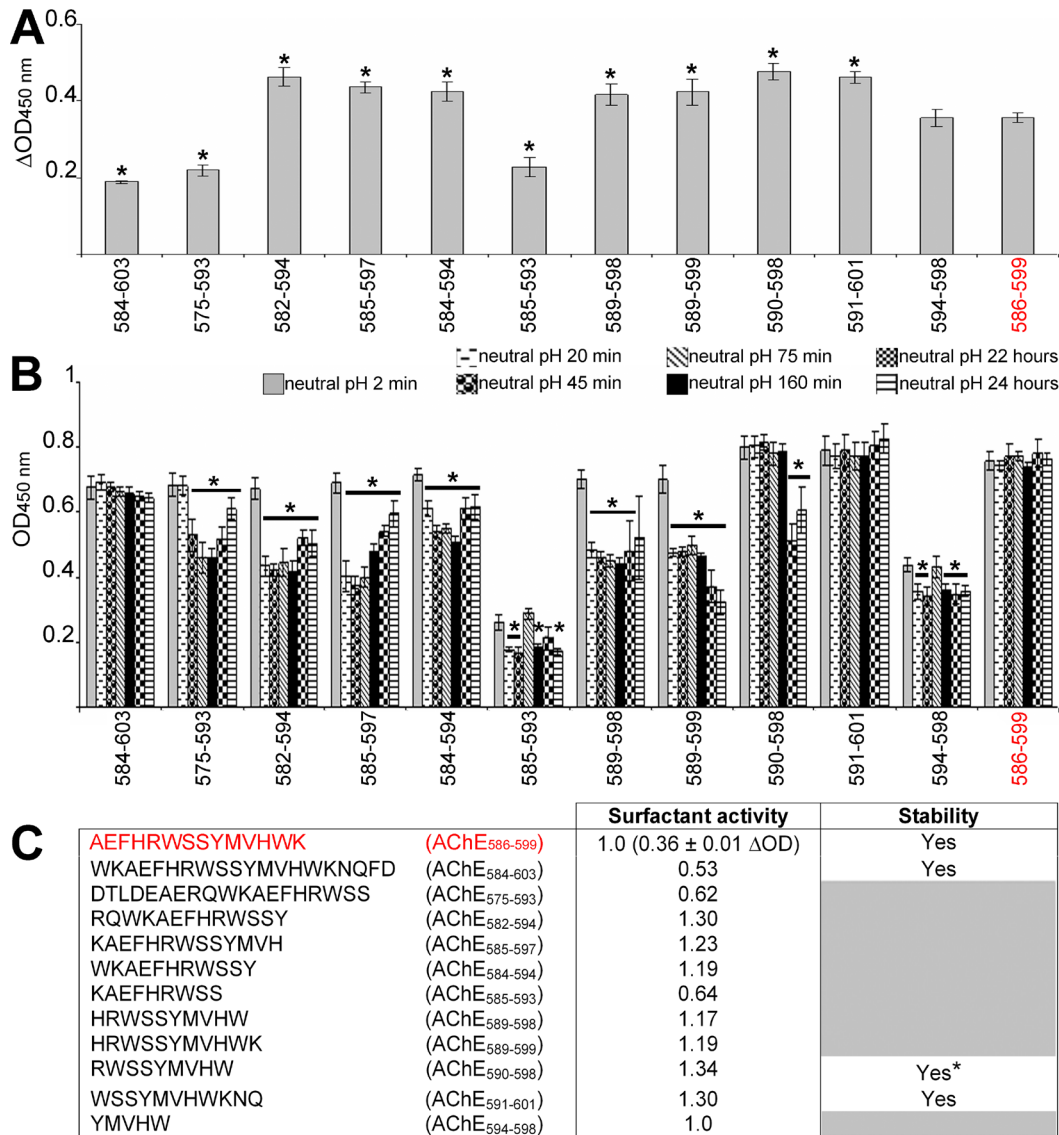 A
0.6
0.4
0.2
ΔOD450 nm
* * * * * * * * * *
584-603 575-593 582-594 585-597 584-594 585-593 589-598 589-599 590-598 591-601 594-598 586-599
B
neutral pH 2 min
neutral pH 20 min
neutral pH 45 min
neutral pH 75 min
neutral pH 160 min
neutral pH 22 hours
neutral pH 24 hours
1
0.8
0.6
0.4
0.2
OD450 nm
* * * * * * * * * * * * *
584-603 575-593 582-594 585-597 584-594 585-593 589-598 589-599 590-598 591-601 594-598 586-599
C
Surfactant activity Stability
AEFHRWSSYMVHWK (AChE586-599) 1.0 (0.36 ± 0.01 ΔOD) Yes
WKAEFHRWSSYMVHWKNQFD (AChE584-603) 0.53 Yes
DTLDEAERQWKAEFHRWSS (AChE575-593) 0.62
RQWKAEFHRWSSY (AChE582-594) 1.30
KAEFHRWSSYMVH (AChE585-597) 1.23
WKAEFHRWSSY (AChE584-594) 1.19
KAEFHRWSS (AChE585-593) 0.64
HRWSSYMVHW (AChE589-598) 1.17
HRWSSYMVHWK (AChE589-599) 1.19
RWSSYMVHW (AChE590-598) 1.34 Yes*
WSSYMVHWKNQ (AChE591-601) 1.30 Yes
YMVHW (AChE594-598) 1.0